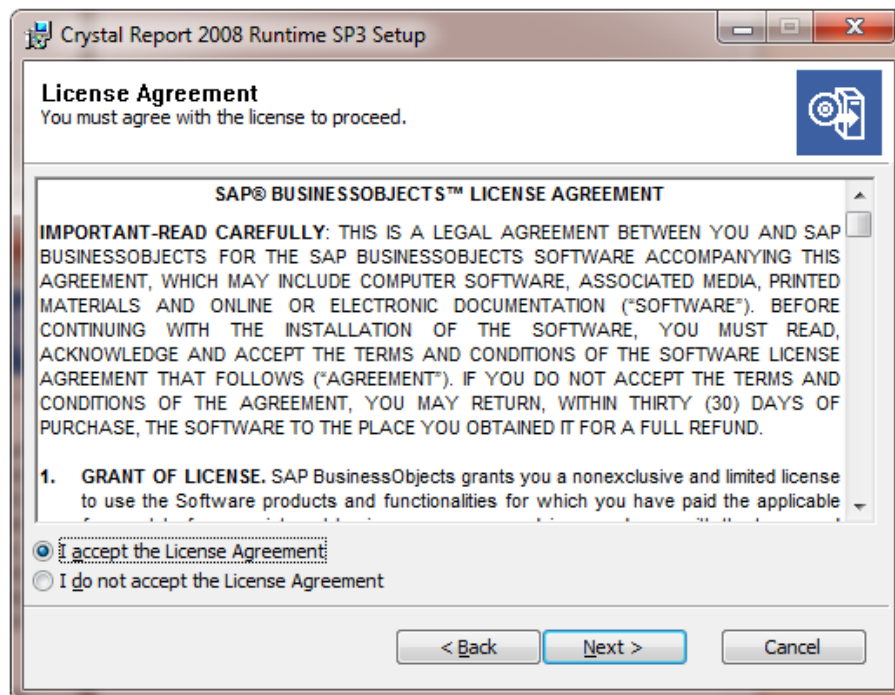 Crystal Report 2008 Runtime SP3 Setup
License Agreement
You must agree with the license to proceed.
SAP® BUSINESSOBJECTS™ LICENSE AGREEMENT
IMPORTANT-READ CAREFULLY: THIS IS A LEGAL AGREEMENT BETWEEN YOU AND SAP
BUSINESSOBJECTS FOR THE SAP BUSINESSOBJECTS SOFTWARE ACCOMPANYING THIS
AGREEMENT, WHICH MAY INCLUDE COMPUTER SOFTWARE, ASSOCIATED MEDIA, PRINTED
MATERIALS AND ONLINE OR ELECTRONIC DOCUMENTATION (“SOFTWARE”). BEFORE
CONTINUING WITH THE INSTALLATION OF THE SOFTWARE, YOU MUST READ,
ACKNOWLEDGE AND ACCEPT THE TERMS AND CONDITIONS OF THE SOFTWARE LICENSE
AGREEMENT THAT FOLLOWS (“AGREEMENT”). IF YOU DO NOT ACCEPT THE TERMS AND
CONDITIONS OF THE AGREEMENT, YOU MAY RETURN, WITHIN THIRTY (30) DAYS OF
PURCHASE, THE SOFTWARE TO THE PLACE YOU OBTAINED IT FOR A FULL REFUND.
1. GRANT OF LICENSE. SAP BusinessObjects grants you a nonexclusive and limited license
to use the Software products and functionalities for which you have paid the applicable
I accept the License Agreement
I do not accept the License Agreement
< Back
Next >
Cancel